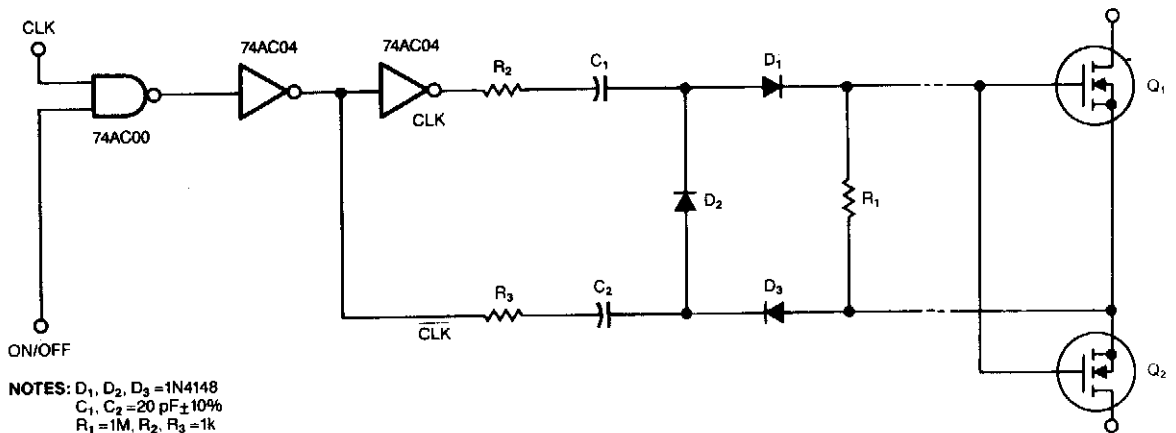 CLK
74AC04
74AC04
R₂
C₁
D₁
Q₁
CLK
74AC00
D₂
R₁
R₃
C₂
D₃
C̅L̅K̅
ON/OFF
Q₂
NOTES: D₁, D₂, D₃ =1N4148
C₁, C₂ =20 pF±10%
R₁ =1M, R₂, R₃ =1k